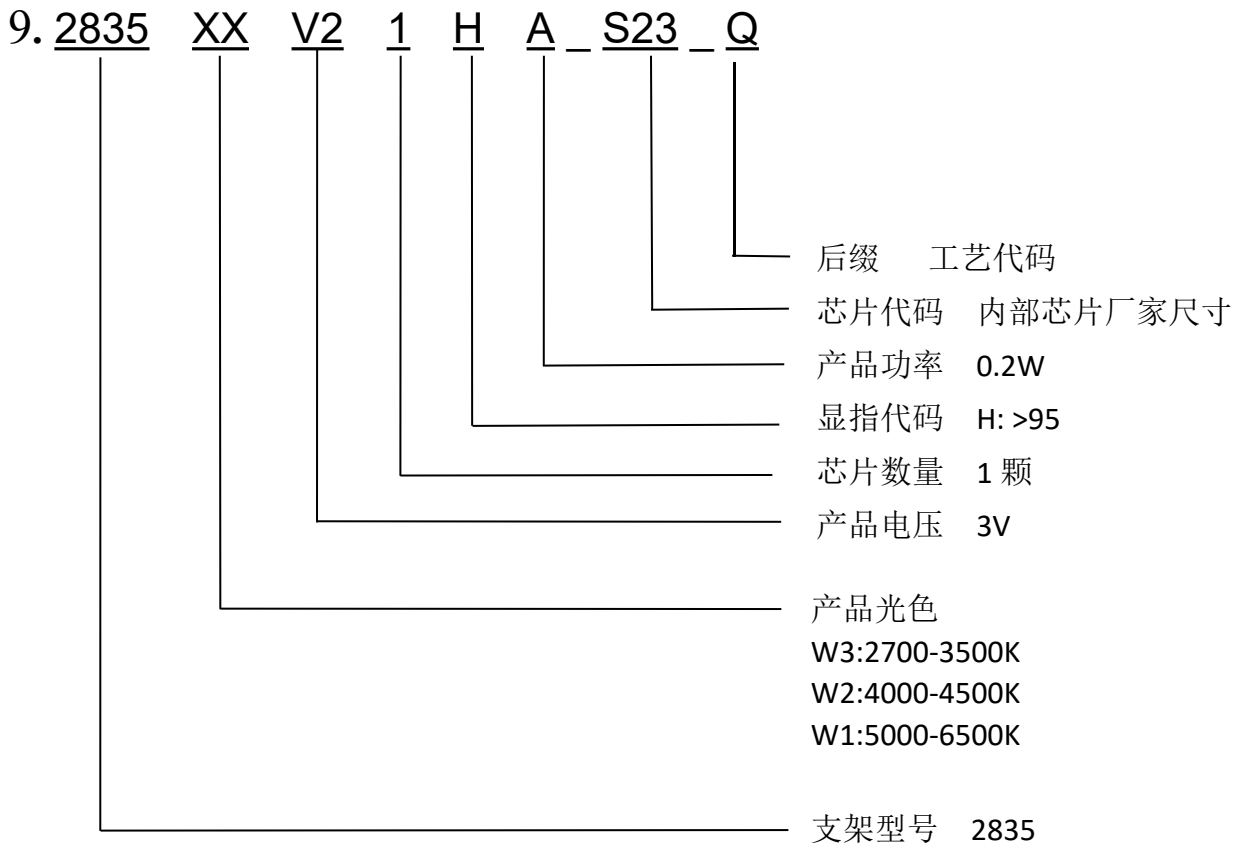 9. 2835 XX V2 1 H A _ S23 _ Q
后缀 工艺代码
芯片代码 内部芯片厂家尺寸
产品功率 0.2W
显指代码 H: >95
芯片数量 1 颗
产品电压 3V
产品光色
W3:2700-3500K
W2:4000-4500K
W1:5000-6500K
支架型号 2835